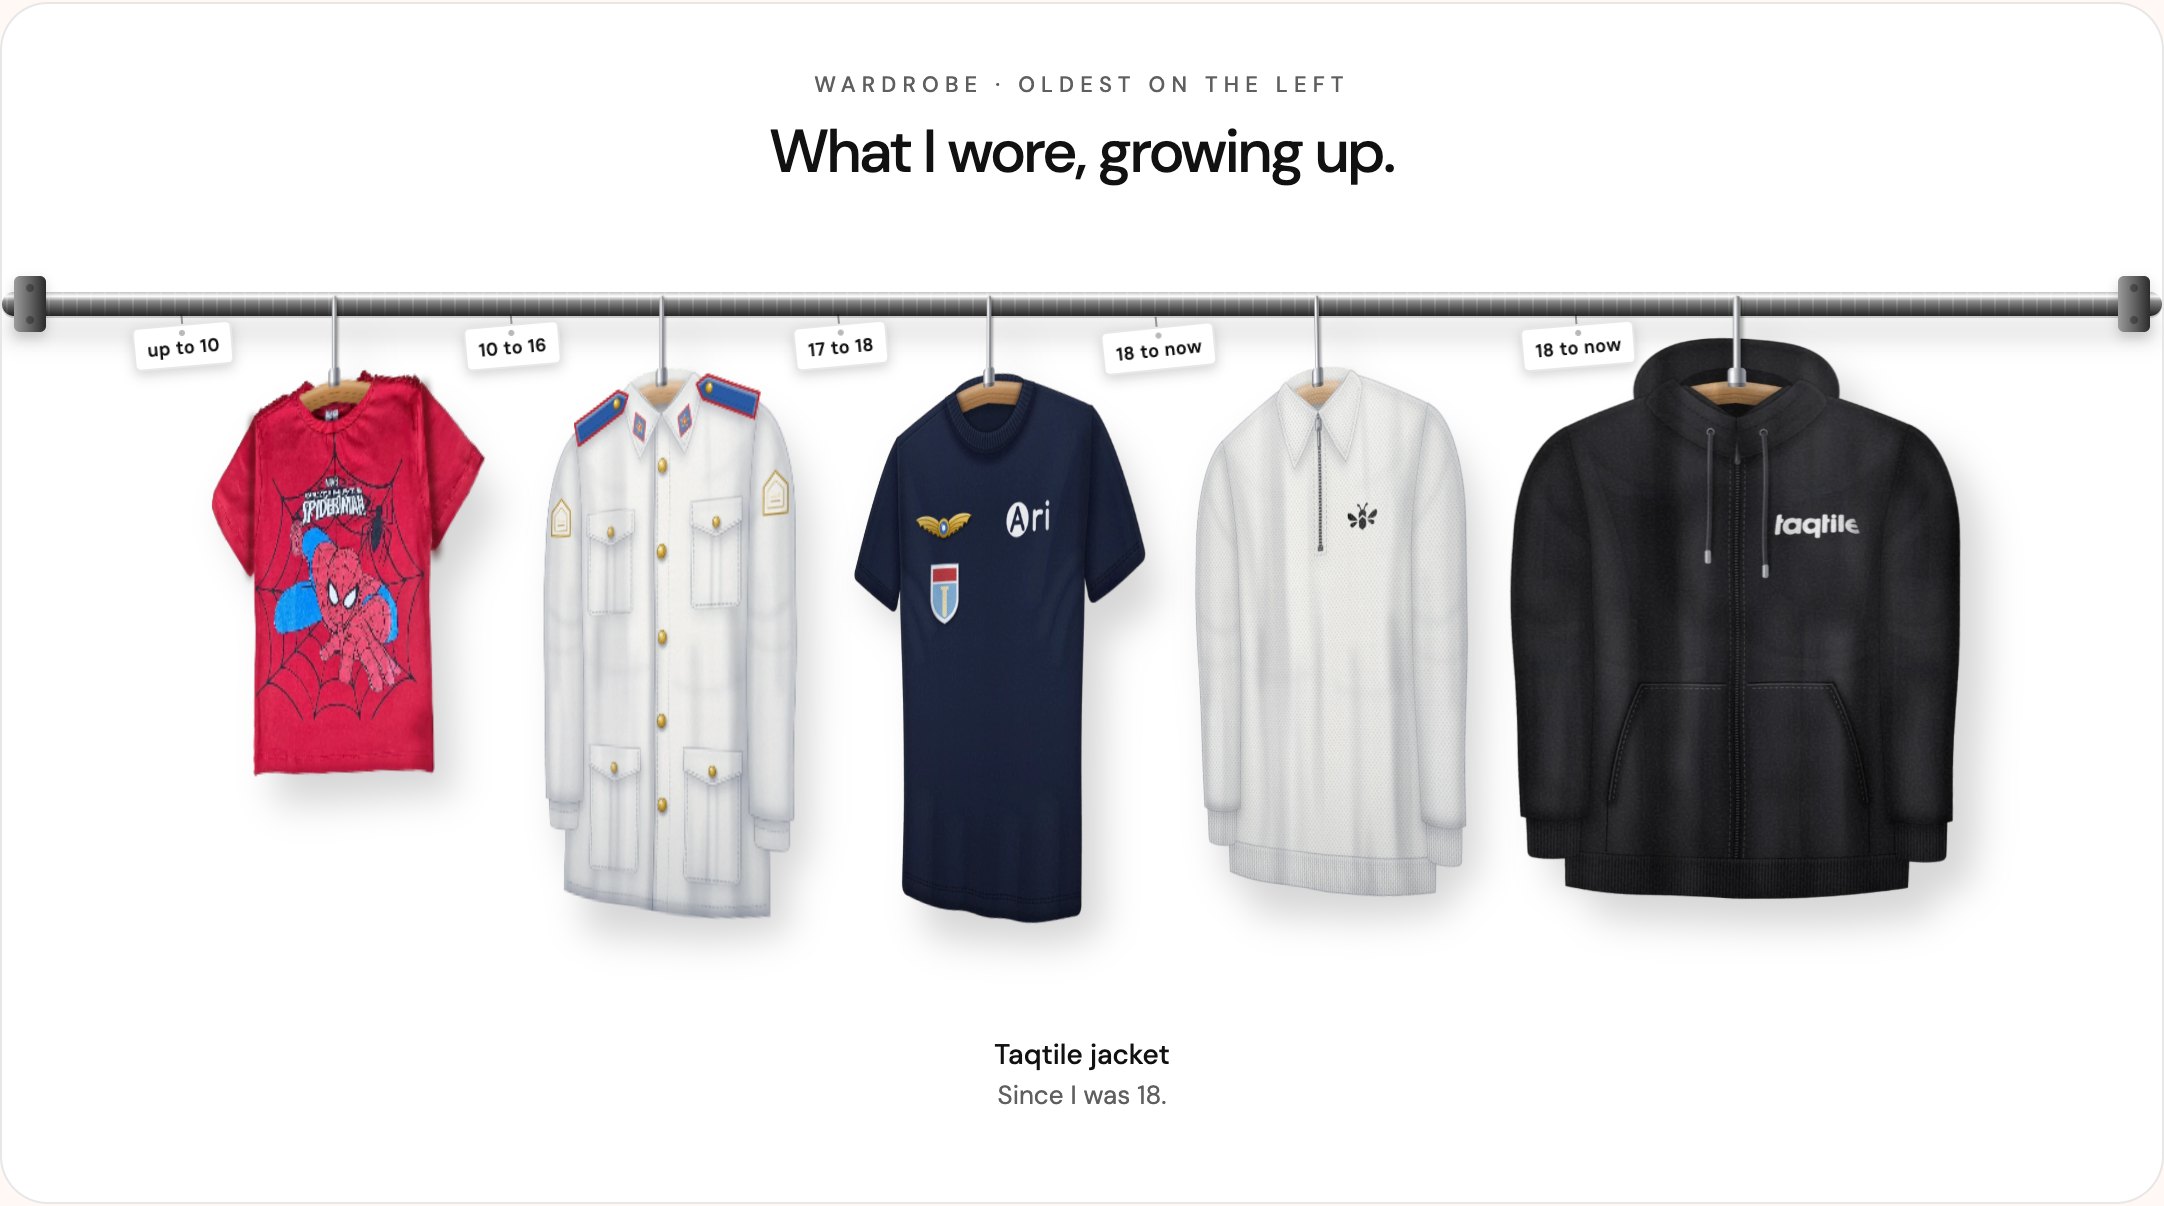 WARDROBE · OLDEST ON THE LEFT
What I wore, growing up.
up to 10
10 to 16
17 to 18
18 to now
18 to now
SPIDERMAN
Ari
taqtile
Taqtile jacket
Since I was 18.